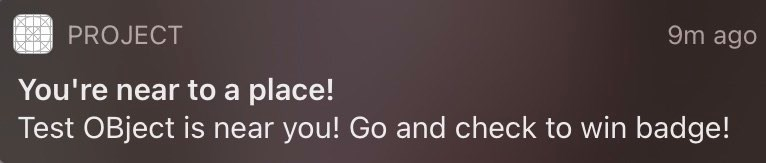 PROJECT 9m ago
You're near to a place!
Test OBject is near you! Go and check to win badge!